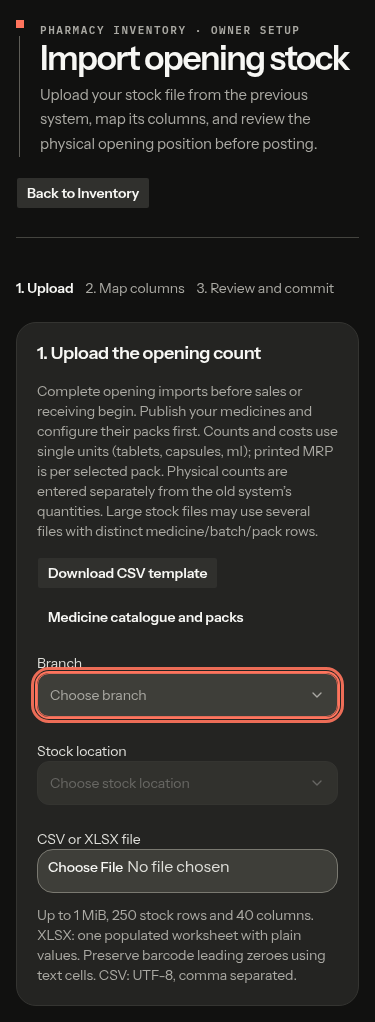 PHARMACY INVENTORY · OWNER SETUP
Import opening stock
Upload your stock file from the previous
system, map its columns, and review the
physical opening position before posting.
Back to Inventory
1. Upload 2. Map columns 3. Review and commit
1. Upload the opening count
Complete opening imports before sales or
receiving begin. Publish your medicines and
configure their packs first. Counts and costs use
single units (tablets, capsules, ml); printed MRP
is per selected pack. Physical counts are
entered separately from the old system's
quantities. Large stock files may use several
files with distinct medicine/batch/pack rows.
Download CSV template
Medicine catalogue and packs
Branch
Choose branch
Stock location
Choose stock location
CSV or XLSX file
Choose File No file chosen
Up to 1 MiB, 250 stock rows and 40 columns.
XLSX: one populated worksheet with plain
values. Preserve barcode leading zeroes using
text cells. CSV: UTF-8, comma separated.